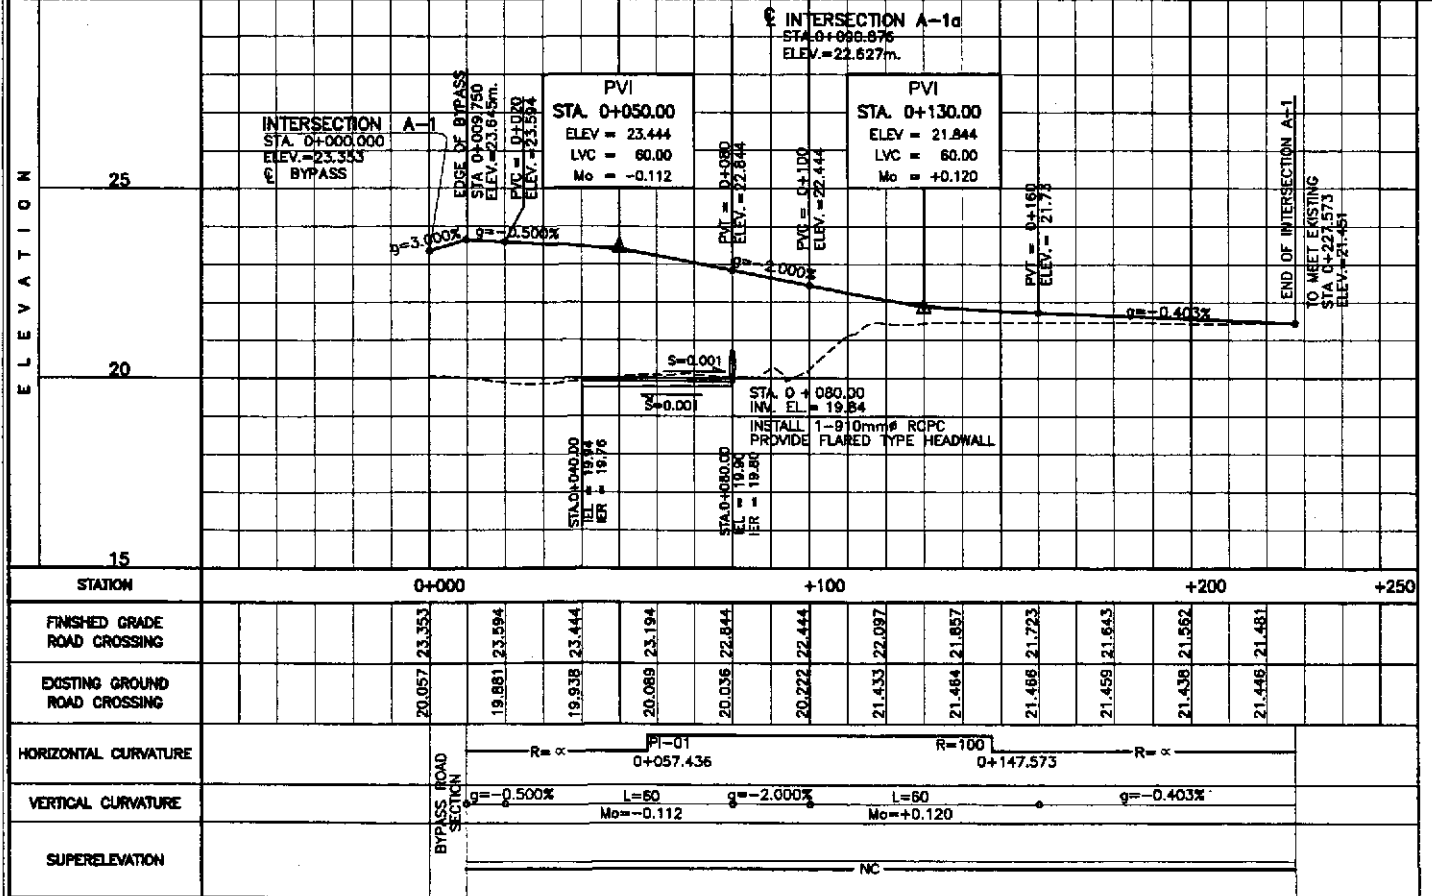 ℄ INTERSECTION A-1a
STA.0+090.876
ELEV.=22.627m.
PVI
STA. 0+050.00
ELEV = 23.444
LVC = 60.00
Mo = -0.112
PVI
STA. 0+130.00
ELEV = 21.844
LVC = 60.00
Mo = +0.120
INTERSECTION A-1
STA. 0+000.000
ELEV.=23.353
℄ BYPASS
EDGE OF BYPASS
STA 0+009.750
ELEV.=23.645m.
PVC = 0+020
ELEV.=23.594
PVT = 0+080
ELEV.=22.844
PVC = 0+100
ELEV. =22.444
PVT = 0+160
ELEV. = 21.73
END OF INTERSECTION A-1
TO MEET EXISTING
STA 0+227.573
ELEV.=21.451
ELEVATION
25
20
15
g=3.000%
g=-0.500%
g=-2.000%
g=-0.403%
S=0.001
S=0.001
STA. 0 + 080.00
INV. EL.= 19.84
INSTALL 1-910mmø RCPC
PROVIDE FLARED TYPE HEADWALL
STA.0+040.00
IEL = 19.94
IER = 19.76
STA.0+080.00
IEL = 19.90
IER = 19.80
STATION
0+000
+100
+200
+250
FINISHED GRADE
ROAD CROSSING
23.353
23.594
23.444
23.194
22.844
22.444
22.097
21.857
21.723
21.643
21.562
21.481
EXISTING GROUND
ROAD CROSSING
20.057
19.881
19.938
20.089
20.036
20.222
21.433
21.464
21.466
21.459
21.438
21.446
HORIZONTAL CURVATURE
R= ∝
PI-01
0+057.436
R=100
0+147.573
R= ∝
BYPASS ROAD
SECTION
VERTICAL CURVATURE
g=-0.500%
L=60
Mo=-0.112
g=-2.000%
L=60
Mo=+0.120
g=-0.403%
SUPERELEVATION
NC